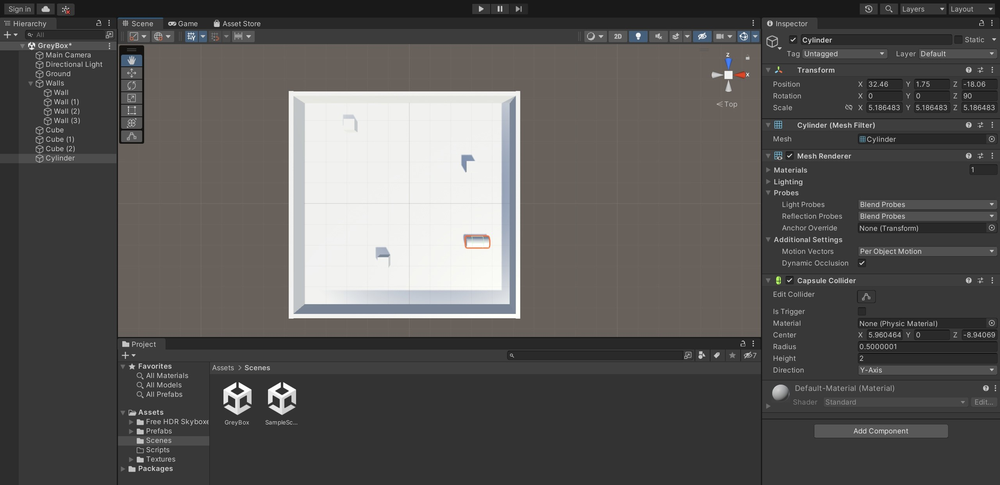 Sign in
Layers
Layout
Hierarchy
All
GreyBox*
Main Camera
Directional Light
Ground
Walls
Wall
Wall (1)
Wall (2)
Wall (3)
Cube
Cube (1)
Cube (2)
Cylinder
Scene
Game
Asset Store
2D
z
x
Top
Project
7
Favorites
All Materials
All Models
All Prefabs
Assets
Free HDR Skyboxe
Prefabs
Scenes
Scripts
Textures
Packages
Assets > Scenes
GreyBox
SampleSc...
Inspector
Cylinder
Static
Tag Untagged Layer Default
Transform
Position X 32.46 Y 1.75 Z -18.06
Rotation X 0 Y 0 Z 90
Scale X 5.186483 Y 5.186483 Z 5.186483
Cylinder (Mesh Filter)
Mesh Cylinder
Mesh Renderer
Materials 1
Lighting
Probes
Light Probes Blend Probes
Reflection Probes Blend Probes
Anchor Override None (Transform)
Additional Settings
Motion Vectors Per Object Motion
Dynamic Occlusion
Capsule Collider
Edit Collider
Is Trigger
Material None (Physic Material)
Center X 5.960464 Y 0 Z -8.94069
Radius 0.5000001
Height 2
Direction Y-Axis
Default-Material (Material)
Shader Standard Edit...
Add Component